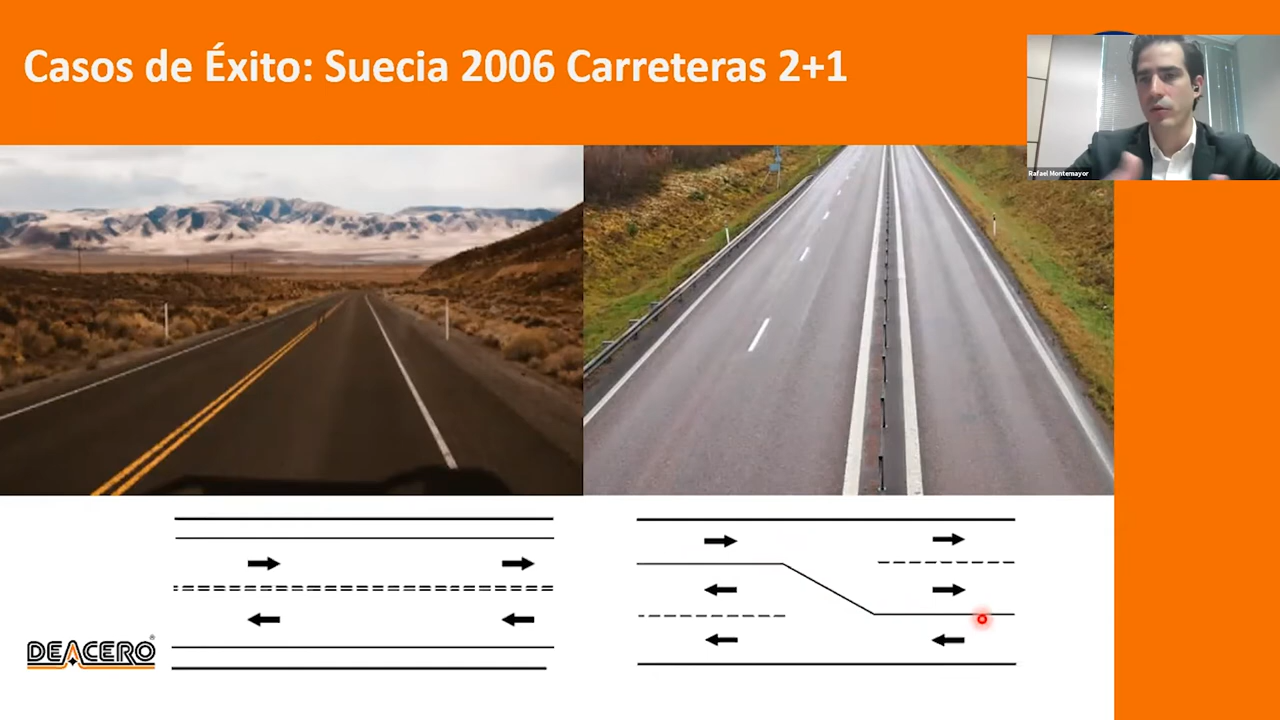 Casos de Éxito: Suecia 2006 Carreteras 2+1
Rafael Montemayor
DEACERO®